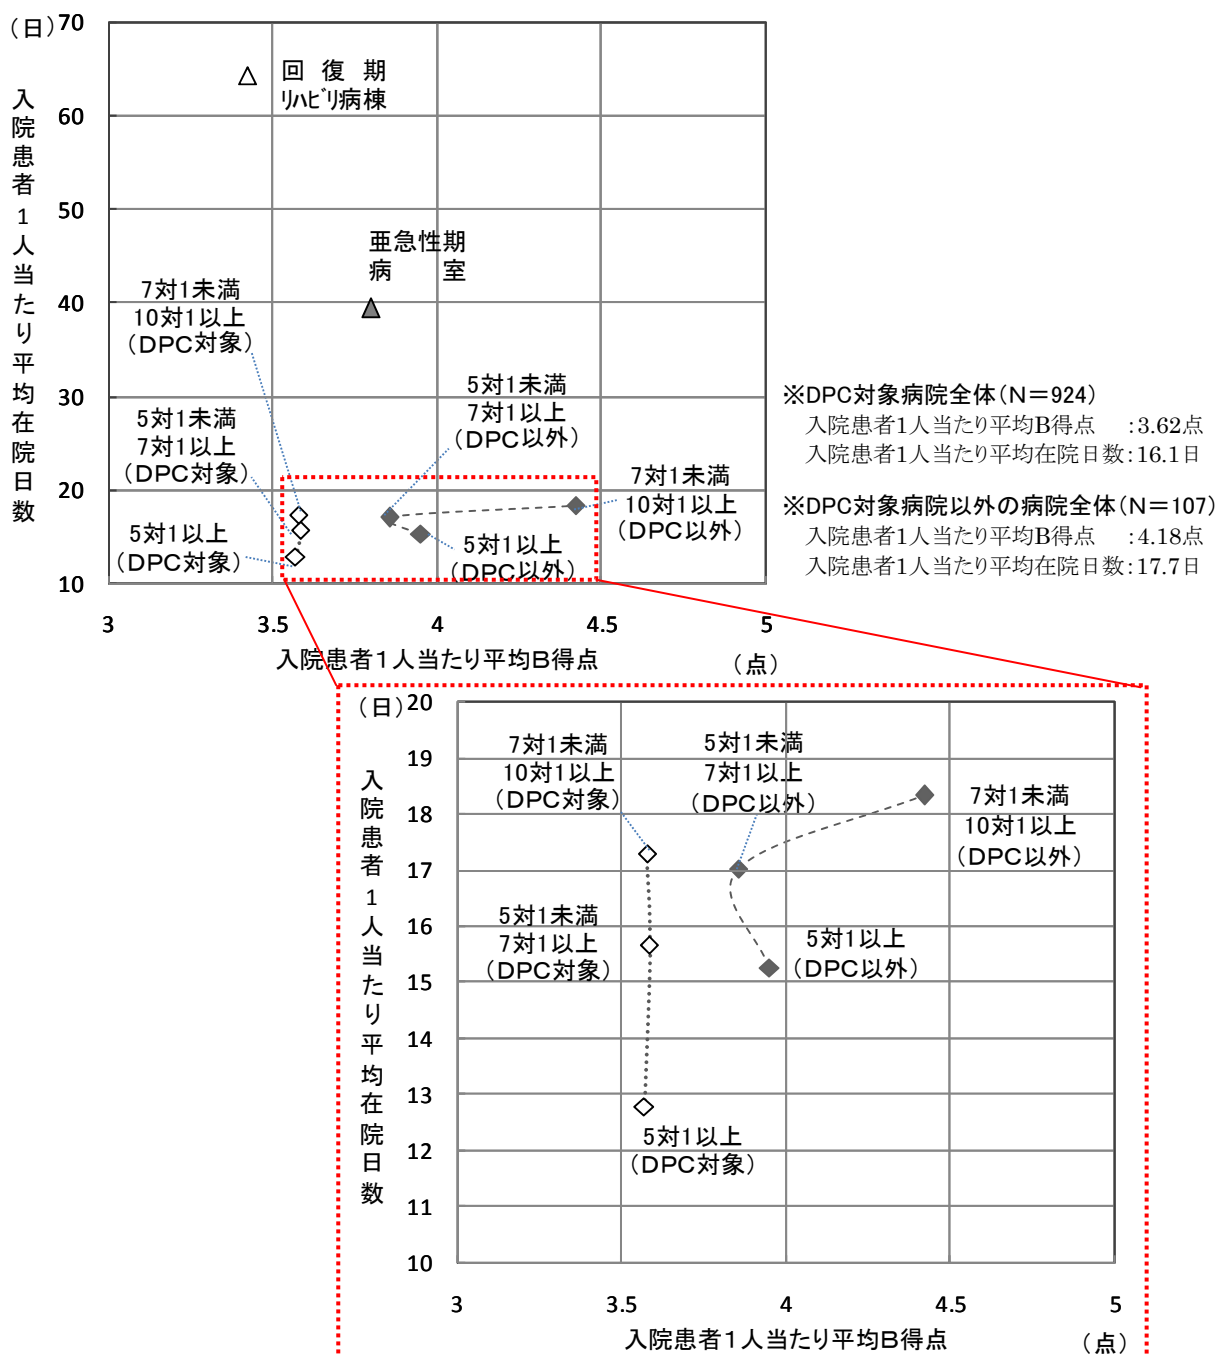 （日）
70
60
50
40
30
20
10
入院患者1人当たり平均在院日数
回　復　期
リハビリ病棟
亜急性期
病　　室
7対1未満
10対1以上
（DPC対象）
5対1未満
7対1以上
（DPC対象）
5対1以上
（DPC対象）
5対1未満
7対1以上
（DPC以外）
7対1未満
10対1以上
（DPC以外）
5対1以上
（DPC以外）
3
3.5
4
4.5
5
入院患者1人当たり平均B得点
（点）
※DPC対象病院全体（N＝924）
入院患者1人当たり平均B得点　：3.62点
入院患者1人当たり平均在院日数：16.1日
※DPC対象病院以外の病院全体（N＝107）
入院患者1人当たり平均B得点　：4.18点
入院患者1人当たり平均在院日数：17.7日
（日）
20
19
18
17
16
15
14
13
12
11
10
入院患者1人当たり平均在院日数
7対1未満
10対1以上
（DPC対象）
5対1未満
7対1以上
（DPC以外）
7対1未満
10対1以上
（DPC以外）
5対1未満
7対1以上
（DPC対象）
5対1以上
（DPC以外）
5対1以上
（DPC対象）
3
3.5
4
4.5
5
入院患者1人当たり平均B得点
（点）